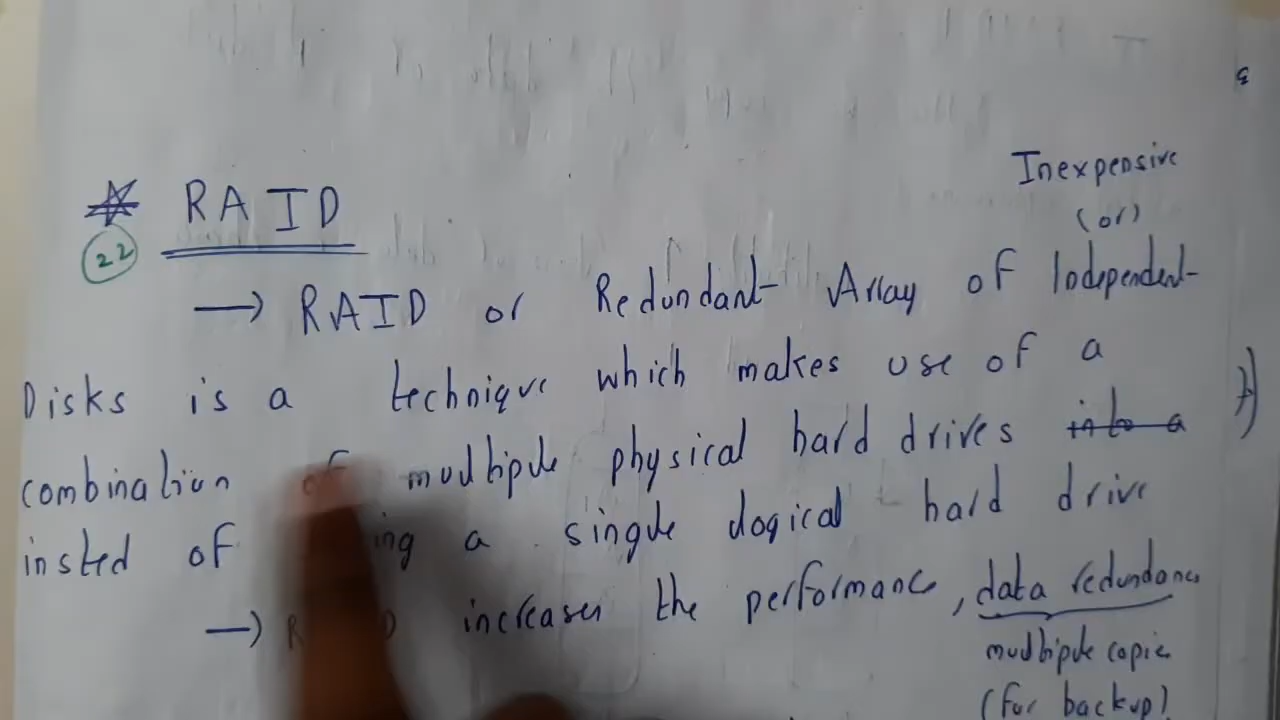 RAID
22
Inexpensive
(or)
→ RAID or Redundant Array of Independent
Disks is a technique which makes use of a
combination of multiple physical hard drives into a
insted of a single logical hard drive
→ increases the performance, data redundancy
multiple copies
(for backup)